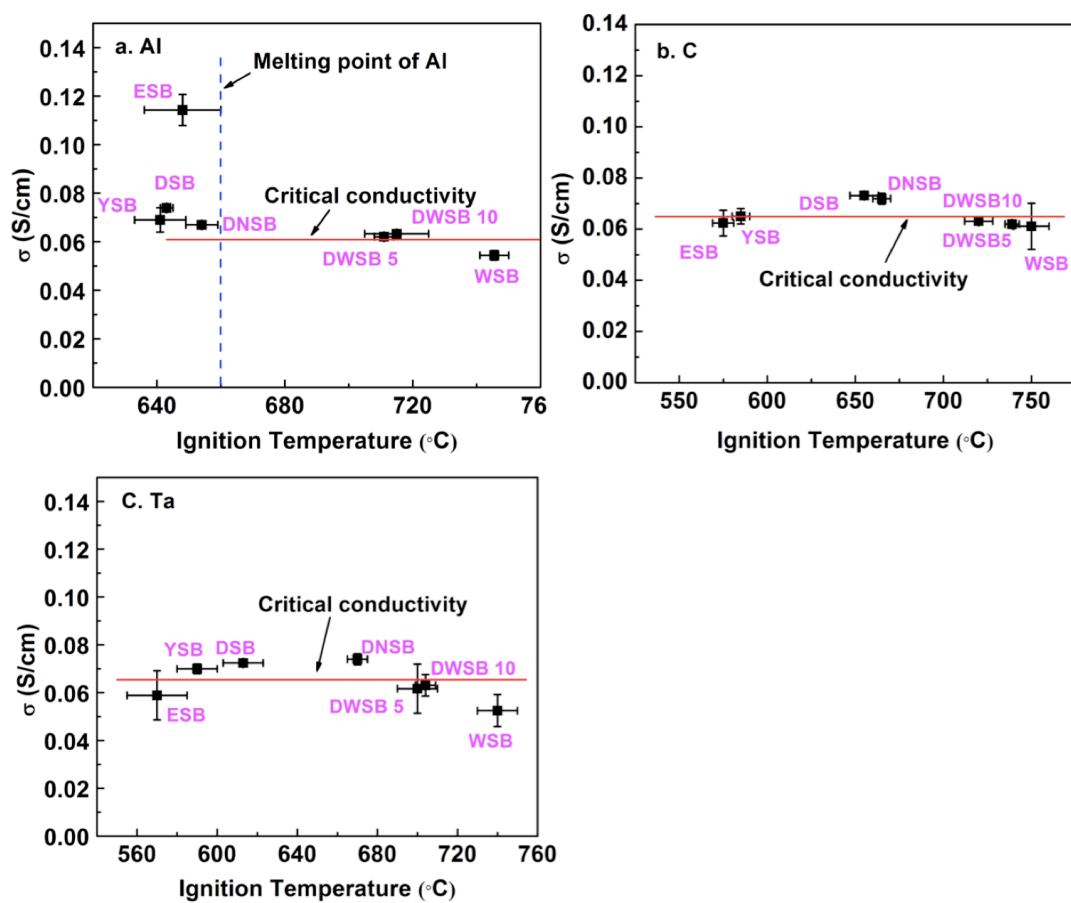 a. Al
Melting point of Al
ESB
DSB
YSB
DNSB
Critical conductivity
DWSB 10
DWSB 5
WSB
0.14
0.12
0.10
0.08
0.06
0.04
0.02
0.00
σ (S/cm)
640 680 720 76
Ignition Temperature (◦C)
b. C
DSB
DNSB
DWSB10
ESB
YSB
DWSB5
WSB
Critical conductivity
0.14
0.12
0.10
0.08
0.06
0.04
0.02
0.00
σ (S/cm)
550 600 650 700 750
Ignition Temperature (◦C)
C. Ta
Critical conductivity
YSB DSB
DNSB
DWSB 10
DWSB 5
ESB
WSB
0.14
0.12
0.10
0.08
0.06
0.04
0.02
0.00
σ (S/cm)
560 600 640 680 720 760
Ignition Temperature (◦C)